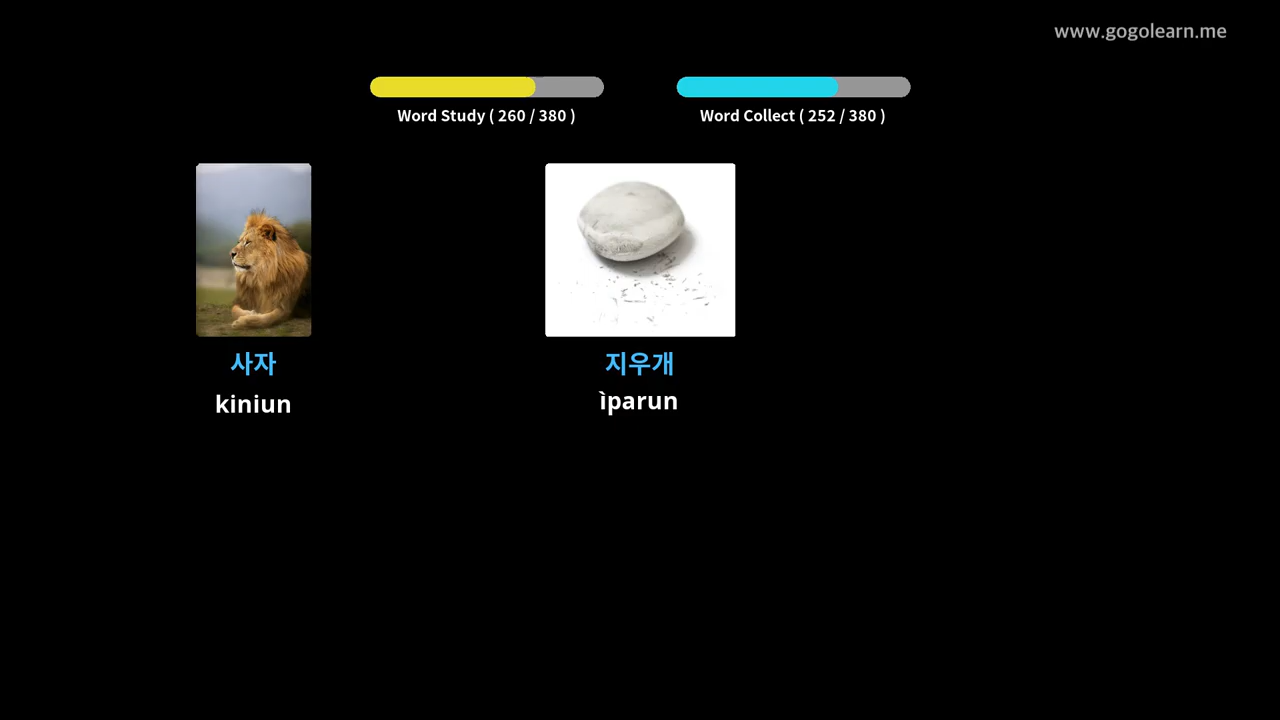 www.gogolearn.me
Word Study ( 260 / 380 )
Word Collect ( 252 / 380 )
사자
kiniun
지우개
ìparun